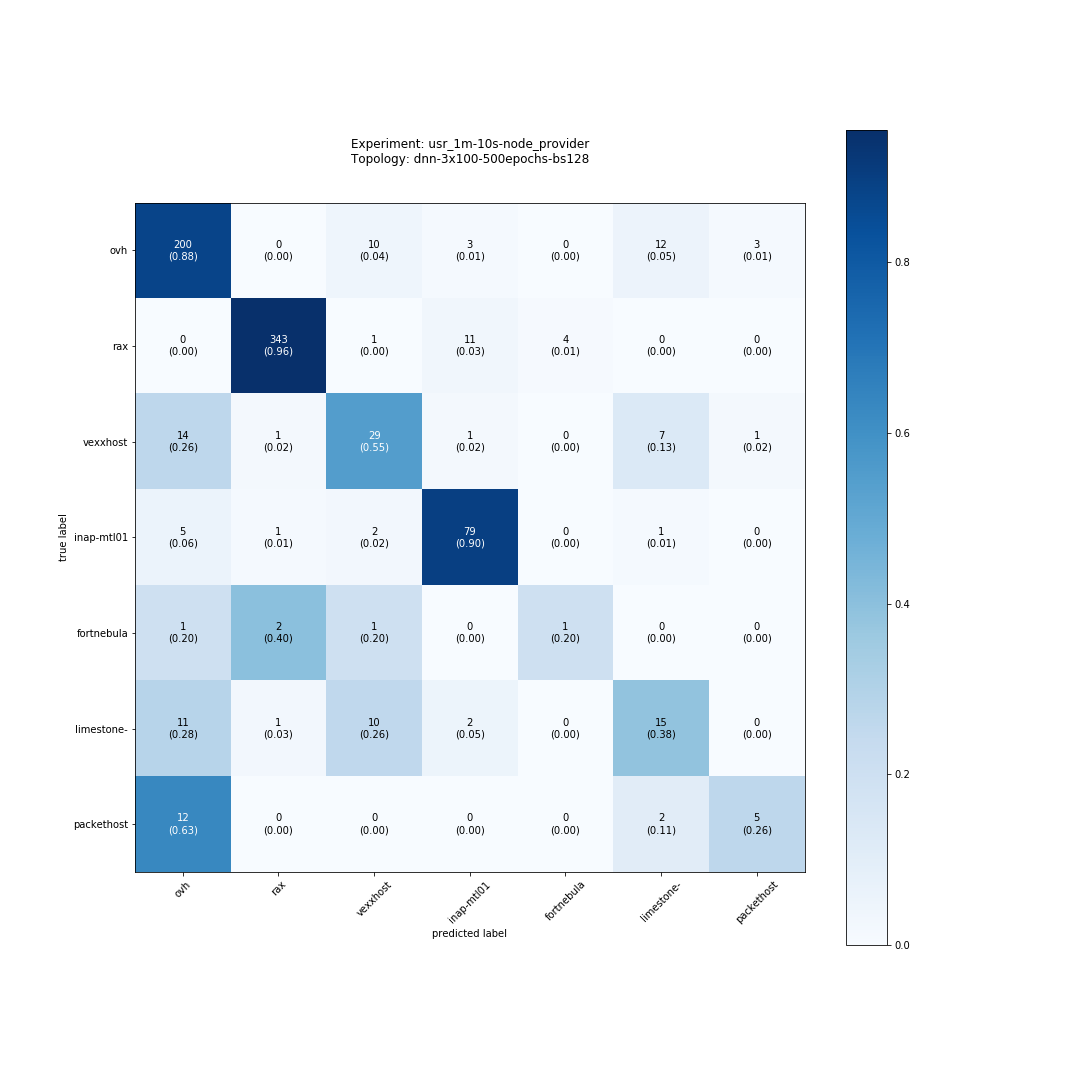 Experiment: usr_1m-10s-node_provider
Topology: dnn-3x100-500epochs-bs128
ovh
200 0 10 3 0 12 3
(0.88) (0.00) (0.04) (0.01) (0.00) (0.05) (0.01)
rax
0 343 1 11 4 0 0
(0.00) (0.96) (0.00) (0.03) (0.01) (0.00) (0.00)
vexxhost
14 1 29 1 0 7 1
(0.26) (0.02) (0.55) (0.02) (0.00) (0.13) (0.02)
inap-mtl01
5 1 2 79 0 1 0
(0.06) (0.01) (0.02) (0.90) (0.00) (0.01) (0.00)
fortnebula
1 2 1 0 1 0 0
(0.20) (0.40) (0.20) (0.00) (0.20) (0.00) (0.00)
limestone-
11 1 10 2 0 15 0
(0.28) (0.03) (0.26) (0.05) (0.00) (0.38) (0.00)
packethost
12 0 0 0 0 2 5
(0.63) (0.00) (0.00) (0.00) (0.00) (0.11) (0.26)
true label
ovh rax vexxhost inap-mtl01 fortnebula limestone- packethost
predicted label
0.8
0.6
0.4
0.2
0.0